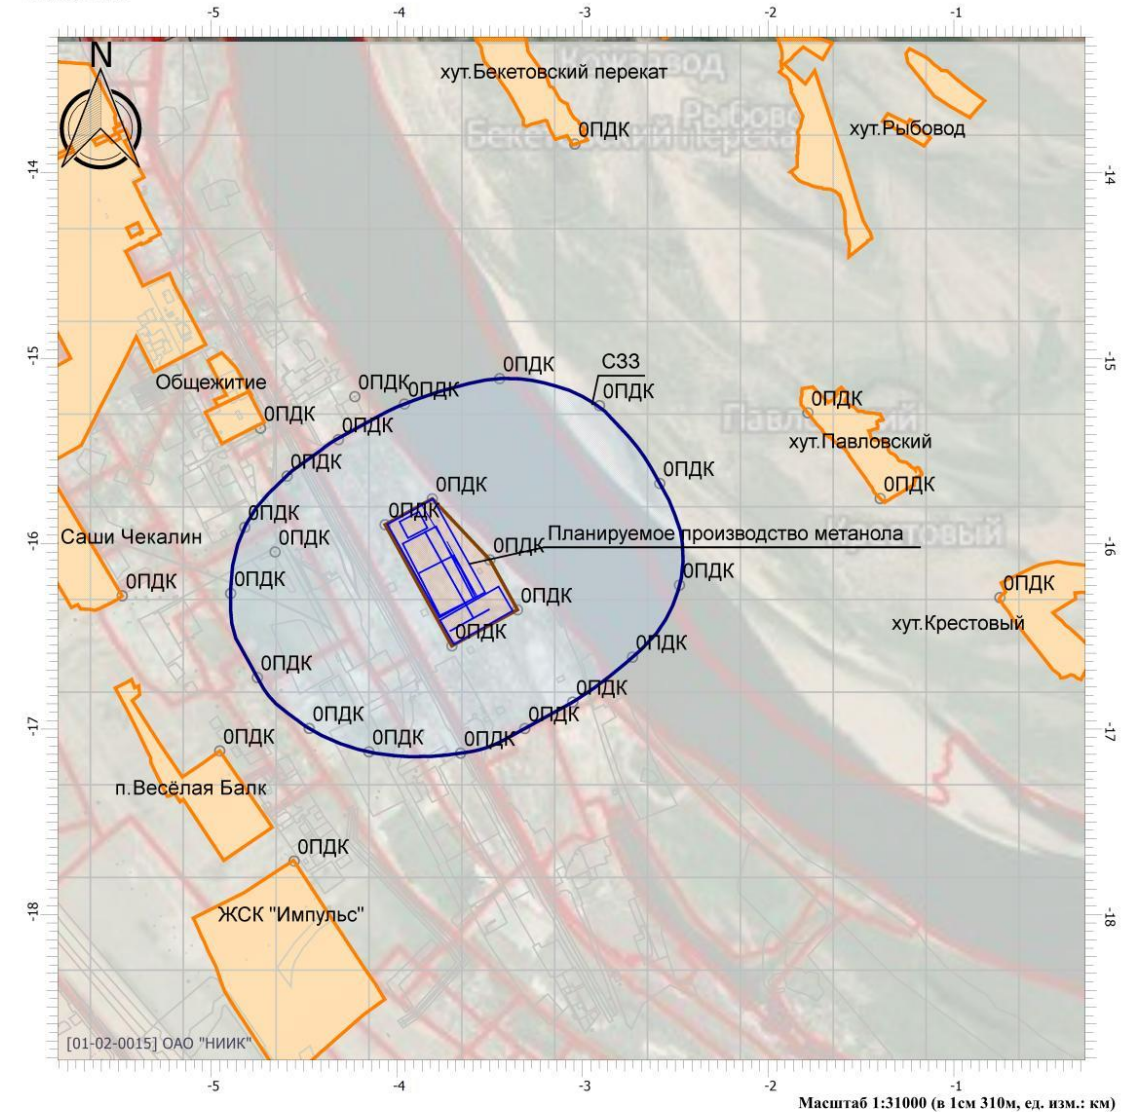 -5
-4
-3
-2
-1
N
хут.Бекетовский перекат
Рыбово
0ПДК
хут.Рыбовод
-14
-14
-15
-15
СЗЗ
Общежитие
0ПДК
0ПДК
0ПДК
0ПДК
0ПДК
0ПДК
0ПДК
хут.Павловский
0ПДК
0ПДК
0ПДК
0ПДК
0ПДК
0ПДК
0ПДК
Саши Чекалин
0ПДК
Планируемое производство метанола
-16
-16
0ПДК
0ПДК
0ПДК
0ПДК
0ПДК
0ПДК
хут.Крестовый
0ПДК
0ПДК
0ПДК
0ПДК
0ПДК
0ПДК
0ПДК
0ПДК
0ПДК
-17
-17
п.Весёлая Балк
0ПДК
ЖСК "Импульс"
-18
-18
[01-02-0015] ОАО "НИИК"
-5
-4
-3
-2
-1
Масштаб 1:31000 (в 1см 310м, ед. изм.: км)